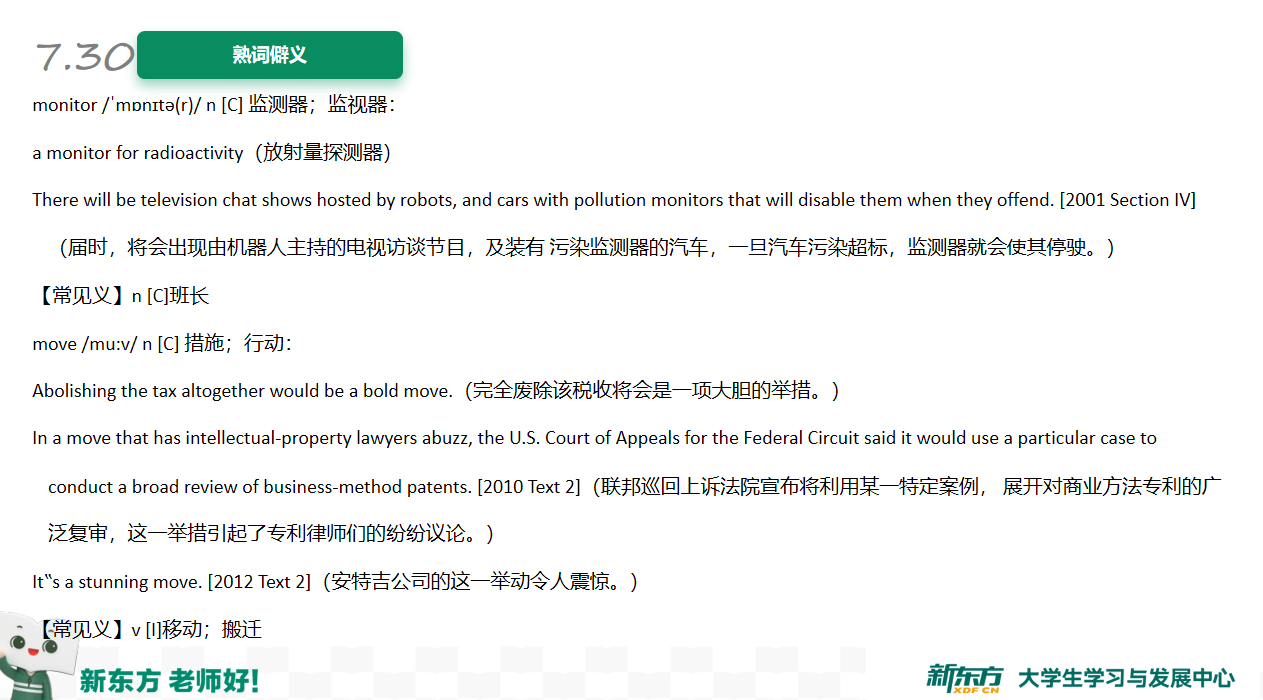 7.30 熟词僻义
monitor /ˈmɒnɪtə(r)/ n [C] 监测器；监视器：
a monitor for radioactivity（放射量探测器）
There will be television chat shows hosted by robots, and cars with pollution monitors that will disable them when they offend. [2001 Section IV]
（届时，将会出现由机器人主持的电视访谈节目，及装有 污染监测器的汽车，一旦汽车污染超标，监测器就会使其停驶。）
【常见义】n [C]班长
move /mu:v/ n [C] 措施；行动：
Abolishing the tax altogether would be a bold move.（完全废除该税收将会是一项大胆的举措。）
In a move that has intellectual-property lawyers abuzz, the U.S. Court of Appeals for the Federal Circuit said it would use a particular case to
conduct a broad review of business-method patents. [2010 Text 2]（联邦巡回上诉法院宣布将利用某一特定案例， 展开对商业方法专利的广
泛复审，这一举措引起了专利律师们的纷纷议论。）
It‟s a stunning move. [2012 Text 2]（安特吉公司的这一举动令人震惊。）
【常见义】v [I]移动；搬迁
新东方 老师好！
新东方 XDF.CN 大学生学习与发展中心